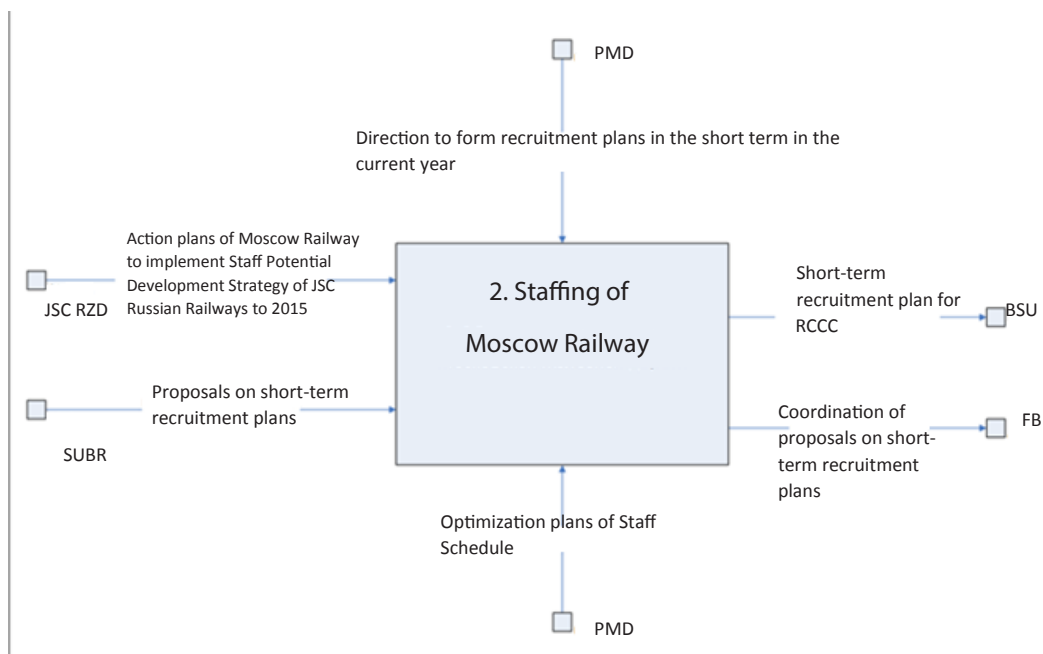 PMD
Direction to form recruitment plans in the short term in the
current year
Action plans of Moscow Railway
to implement Staff Potential
Development Strategy of JSC
Russian Railways to 2015
JSC RZD
2. Staffing of
Moscow Railway
Short-term
recruitment plan for
RCCC
BSU
Proposals on short-term
recruitment plans
SUBR
Coordination of
proposals on short-
term recruitment
plans
FB
Optimization plans of Staff
Schedule
PMD